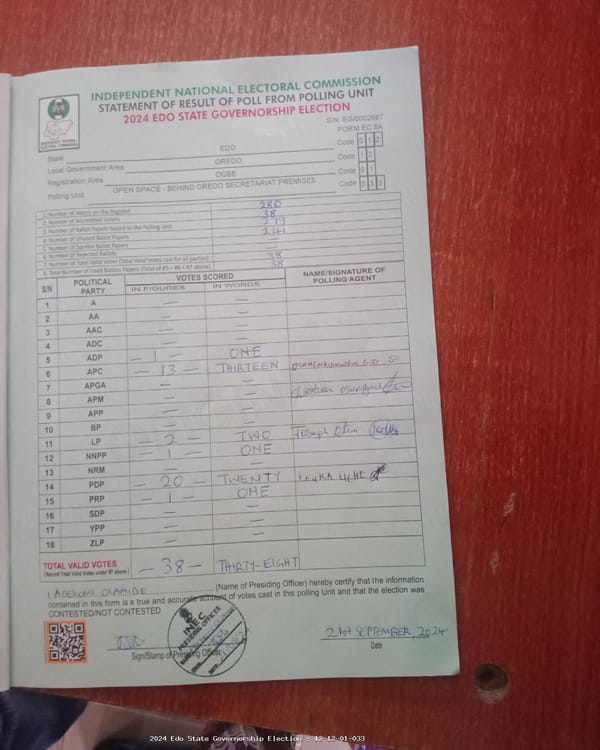 INDEPENDENT NATIONAL ELECTORAL COMMISSION
STATEMENT OF RESULT OF POLL FROM POLLING UNIT
2024 EDO STATE GOVERNORSHIP ELECTION
S/N: EG/0002687
FORM EC 8A
State EDO Code 0 1 2
Local Government Area OREDO Code 1 2
Registration Area OGBE Code 0 1
Polling Unit OPEN SPACE - BEHIND OREDO SECRETARIAT PREMISES Code 0 3 3
1. Number of Voters on the Register 280
2. Number of Accredited Voters 38
3. Number of Ballot Papers Issued to the Polling Unit 279
4. Number of Unused Ballot Papers 241
5. Number of Spoiled Ballot Papers —
6. Number of Rejected Ballots —
7. Number of Total Valid Votes (Total Valid Votes cast for all parties) 38
8. Total Number of Used Ballots Papers (Total of #5 + #6 + #7 above) 38
S/N POLITICAL PARTY VOTES SCORED NAME/SIGNATURE OF POLLING AGENT
IN FIGURES IN WORDS
1 A — —
2 AA — —
3 AAC — —
4 ADC — —
5 ADP — 1 — ONE
6 APC — 13 — THIRTEEN
7 APGA — —
8 APM — —
9 APP — —
10 BP — —
11 LP — 2 — TWO Joseph
12 NNPP — 1 — ONE
13 NRM — —
14 PDP — 20 — TWENTY
15 PRP — 1 — ONE
16 SDP — —
17 YPP — —
18 ZLP — —
TOTAL VALID VOTES — 38 — THIRTY-EIGHT
(Record Total Valid Votes under #7 above)
I, ADEKOMI OLAMIDE (Name of Presiding Officer) hereby certify that the information
contained in this form is a true and accurate account of votes cast in this polling Unit and that the election was
CONTESTED/NOT CONTESTED
INEC
PRESIDING OFFICER
21st SEPTEMBER, 2024
Sign/Stamp of Presiding Officer Date
2024 Edo State Governorship Election : 12-12-01-033